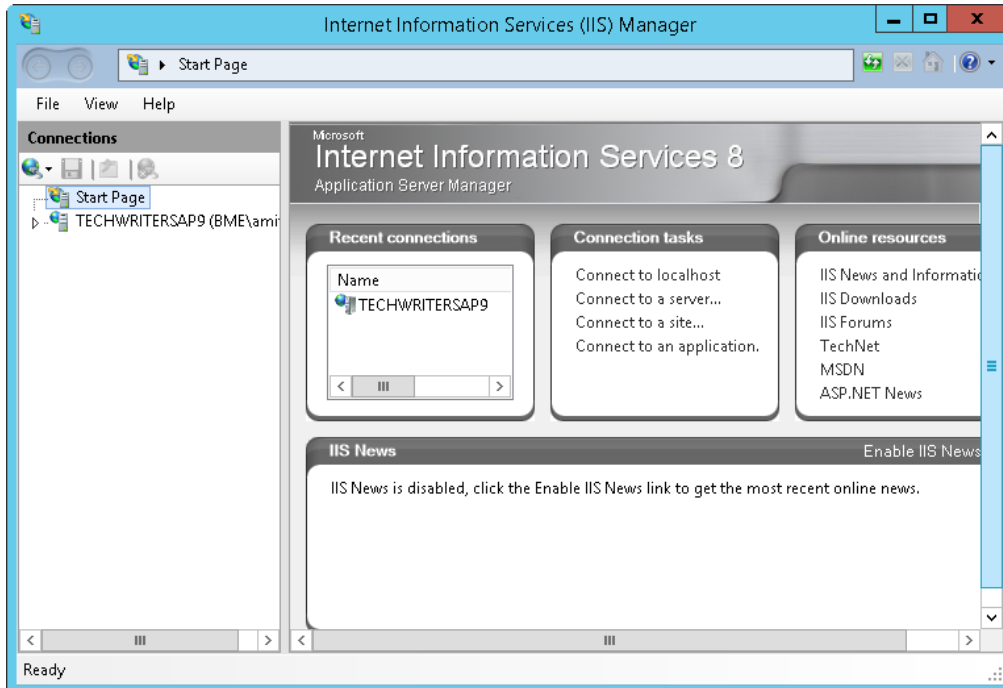 Internet Information Services (IIS) Manager
Start Page
File View Help
Connections
Start Page
TECHWRITERSAP9 (BME\ami
Microsoft
Internet Information Services 8
Application Server Manager
Recent connections
Name
TECHWRITERSAP9
Connection tasks
Connect to localhost
Connect to a server...
Connect to a site...
Connect to an application.
Online resources
IIS News and Informatic
IIS Downloads
IIS Forums
TechNet
MSDN
ASP.NET News
IIS News
Enable IIS News
IIS News is disabled, click the Enable IIS News link to get the most recent online news.
Ready